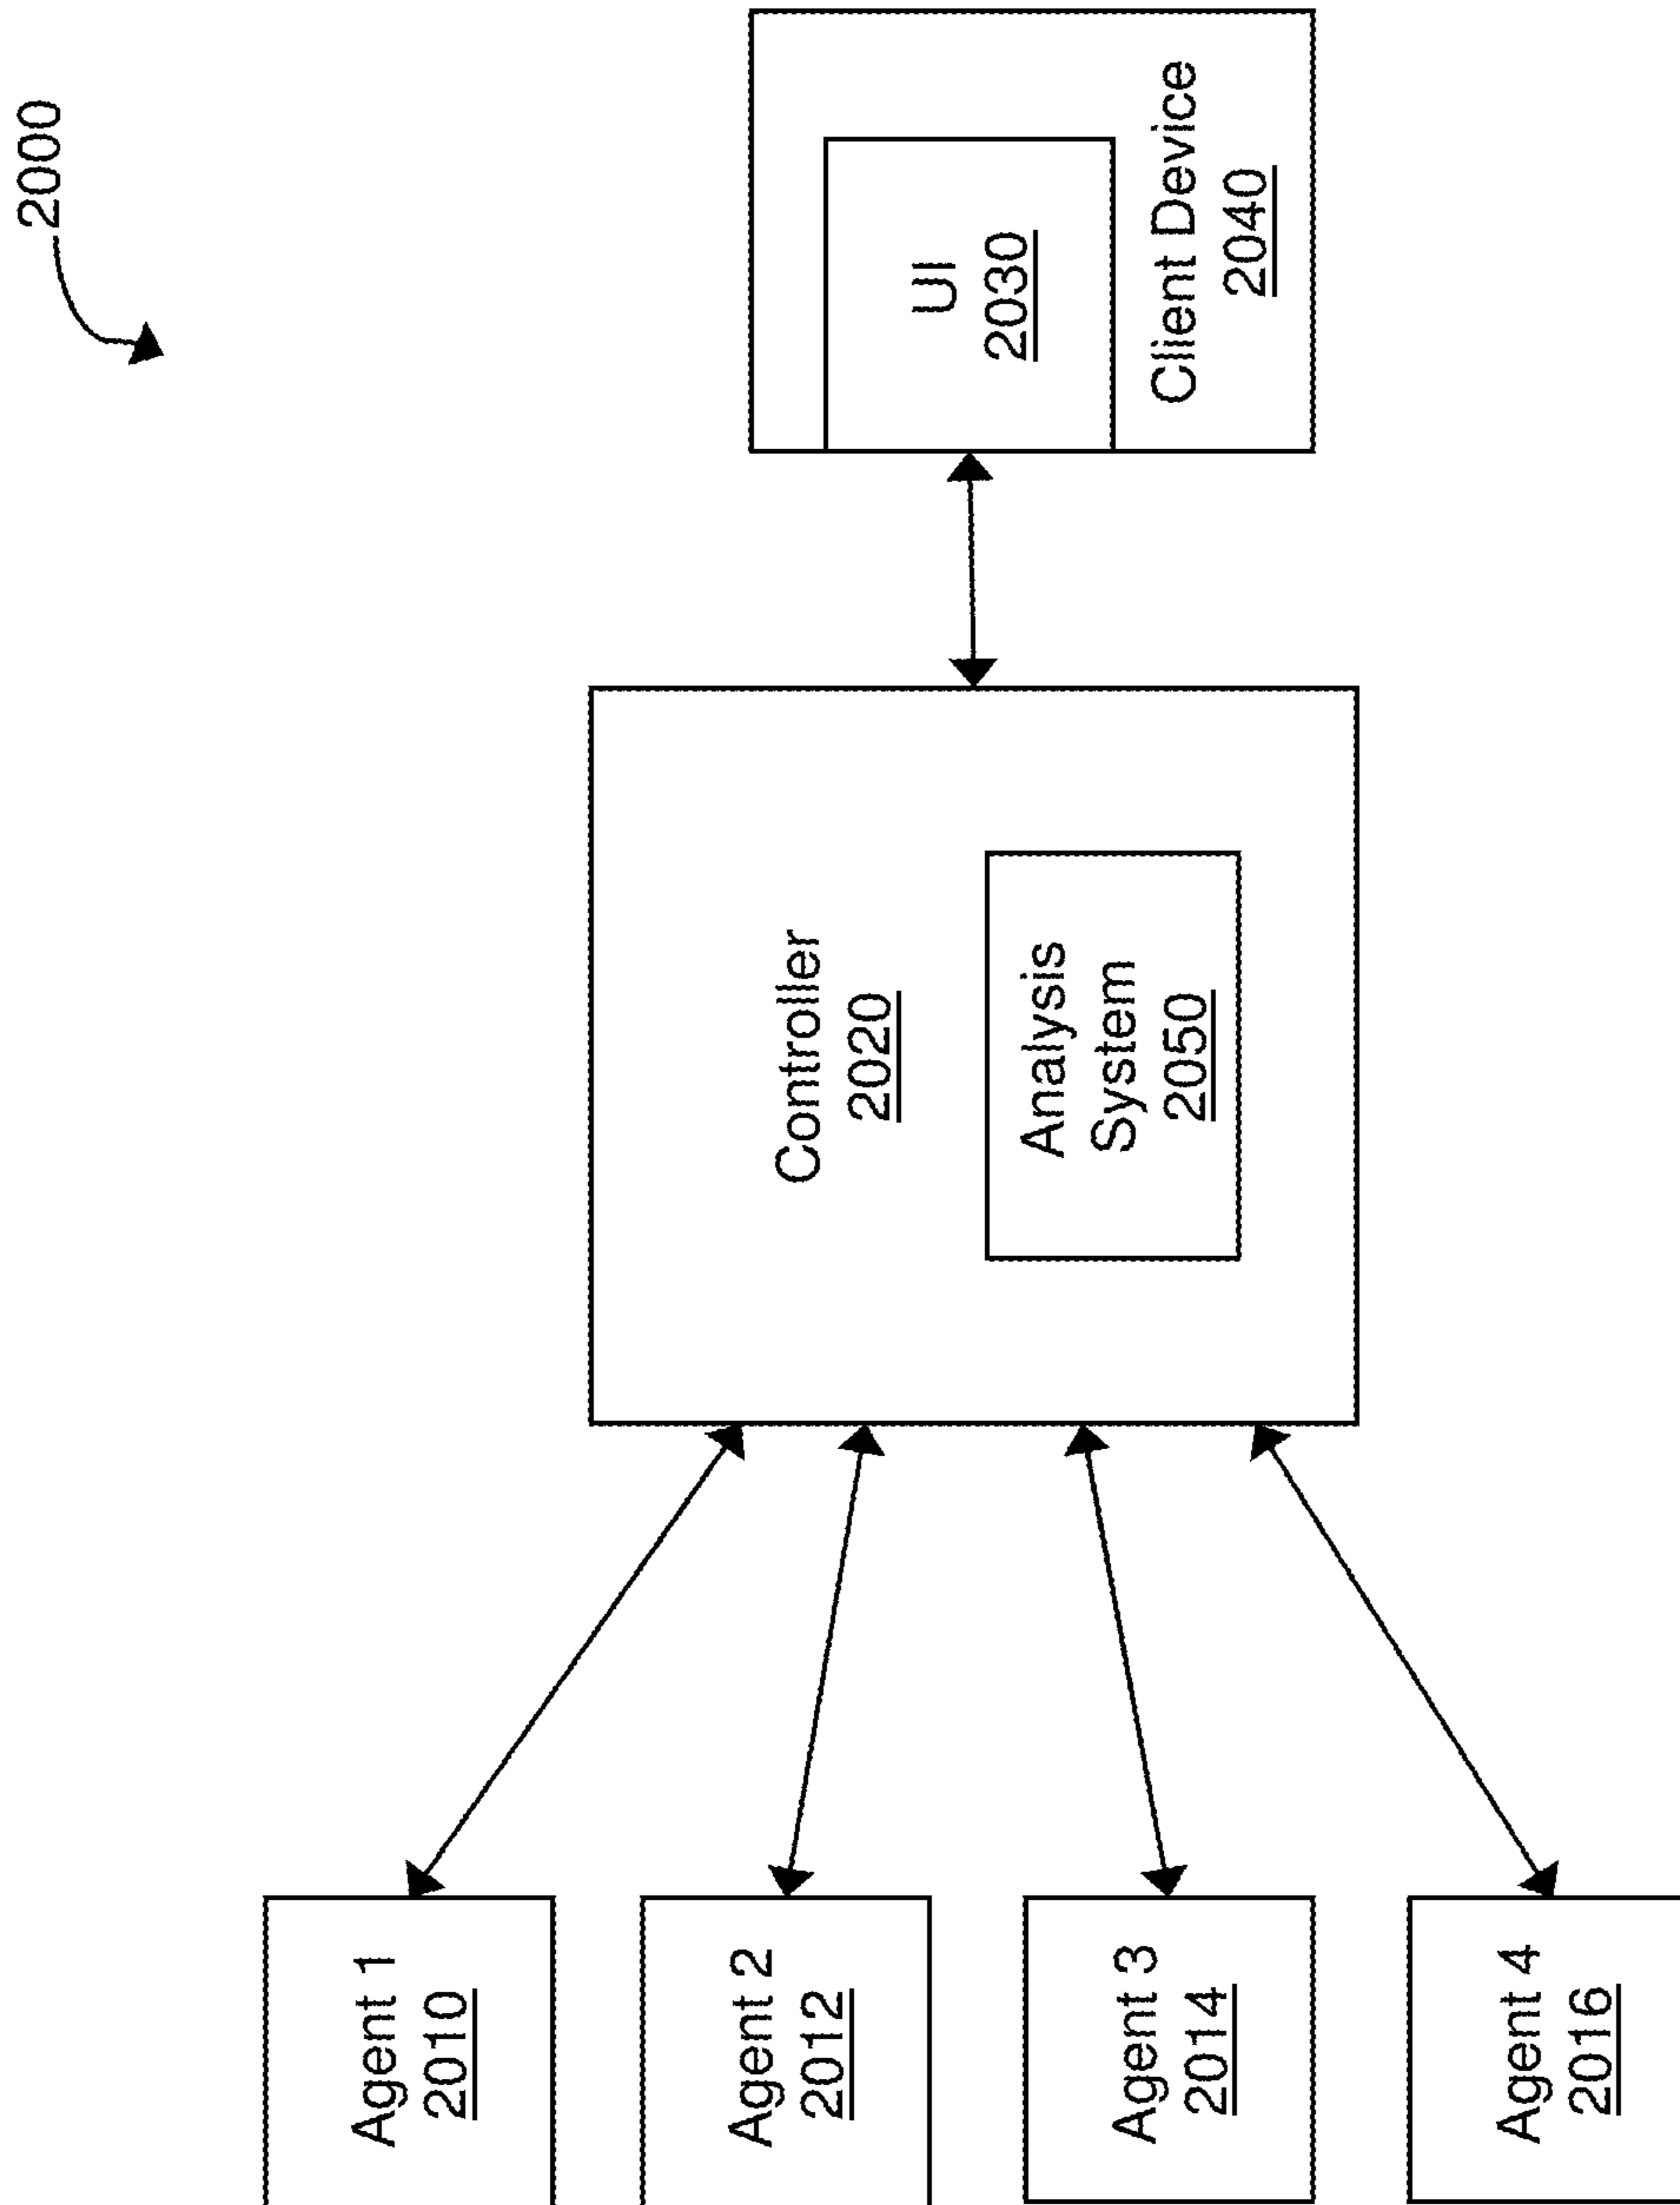 2000
Agent 1
2010
Agent 2
2012
Agent 3
2014
Agent 4
2016
Controller
2020
Analysis
System
2050
UI
2030
Client Device
2040